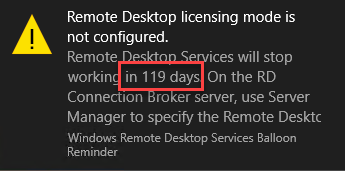 Remote Desktop licensing mode is
not configured.
Remote Desktop Services will stop
working in 119 days. On the RD
Connection Broker server, use Server
Manager to specify the Remote Deskto
Windows Remote Desktop Services Balloon
Reminder